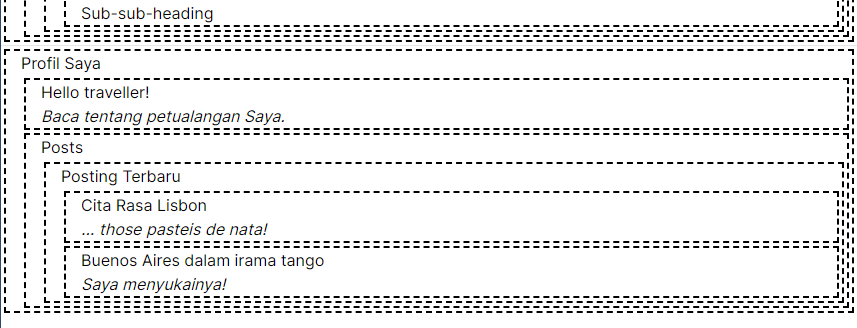 Sub-sub-heading
Profil Saya
Hello traveller!
Baca tentang petualangan Saya.
Posts
Posting Terbaru
Cita Rasa Lisbon
... those pasteis de nata!
Buenos Aires dalam irama tango
Saya menyukainya!